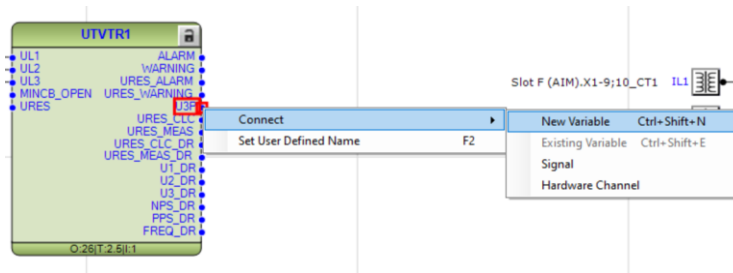 UTVTR1
UL1 ALARM
UL2 WARNING
UL3 URES_ALARM
MINCB_OPEN URES_WARNING
URES U3P
URES_CLC
URES_MEAS
URES_CLC_DR
URES_MEAS_DR
U1_DR
U2_DR
U3_DR
NPS_DR
PPS_DR
FREQ_DR
O:26|T:2.5|I:1
Connect
Set User Defined Name F2
Slot F (AIM).X1-9;10_CT1 IL1
New Variable Ctrl+Shift+N
Existing Variable Ctrl+Shift+E
Signal
Hardware Channel